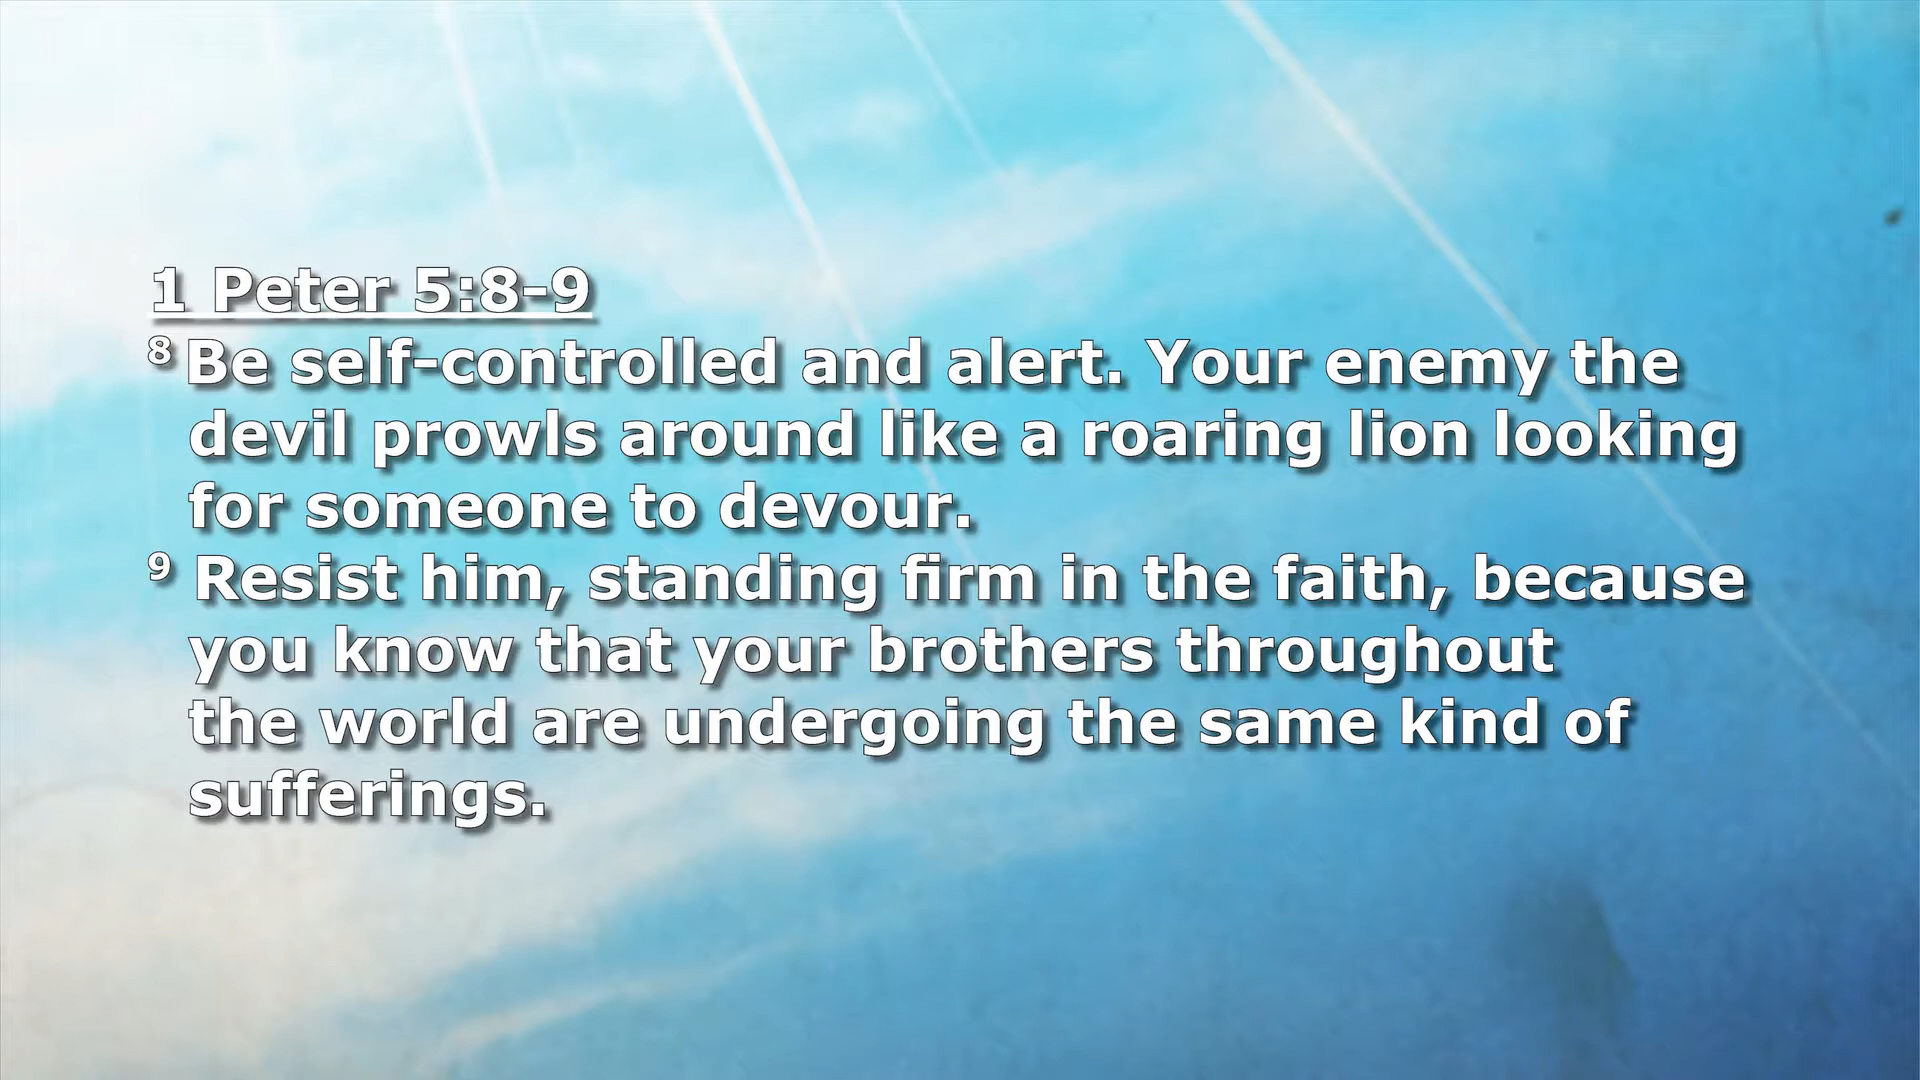 1 Peter 5:8-9
8 Be self-controlled and alert. Your enemy the
devil prowls around like a roaring lion looking
for someone to devour.
9 Resist him, standing firm in the faith, because
you know that your brothers throughout
the world are undergoing the same kind of
sufferings.